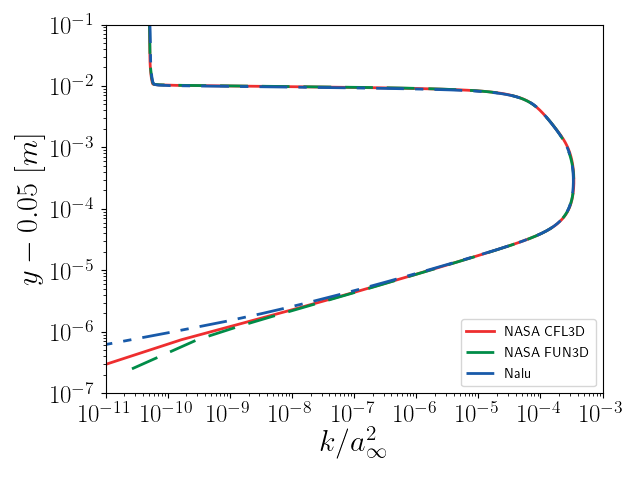 10⁻¹
10⁻²
10⁻³
10⁻⁴
10⁻⁵
10⁻⁶
10⁻⁷
y − 0.05 [m]
NASA CFL3D
NASA FUN3D
Nalu
10⁻¹¹ 10⁻¹⁰ 10⁻⁹ 10⁻⁸ 10⁻⁷ 10⁻⁶ 10⁻⁵ 10⁻⁴ 10⁻³
k/a²∞